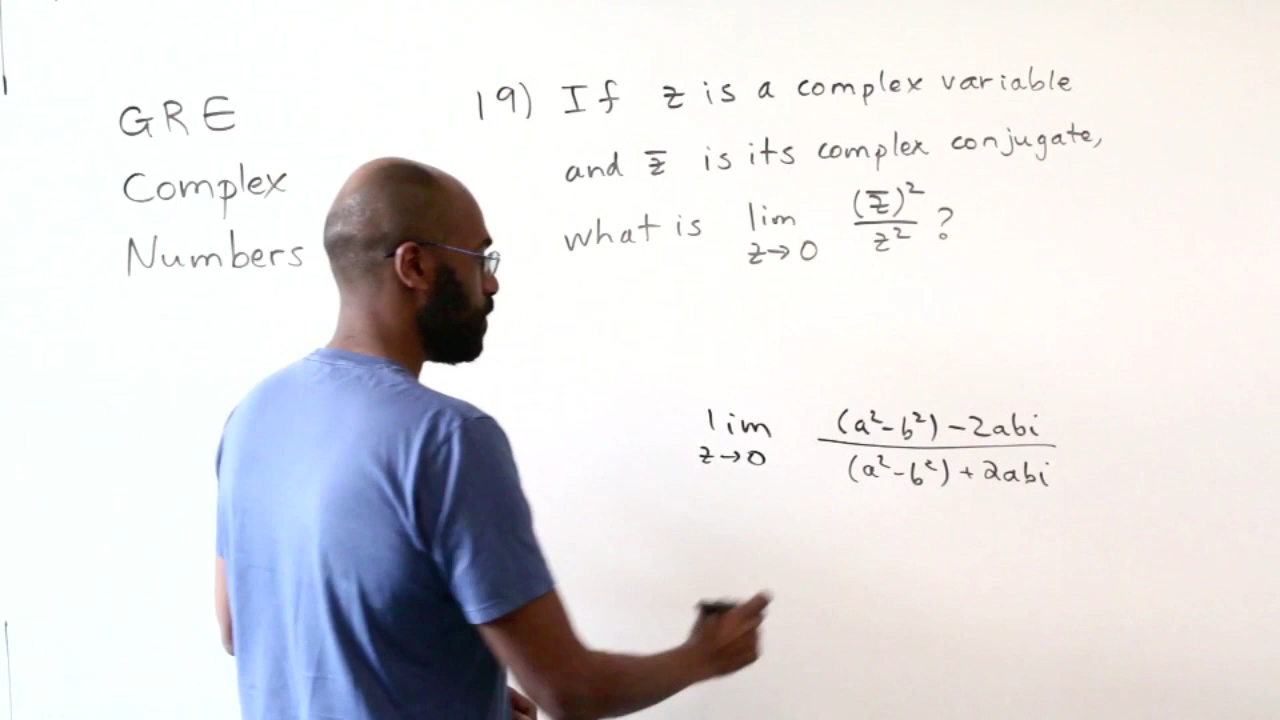 GRE
Complex
Numbers
19) If z is a complex variable
and z̅ is its complex conjugate,
what is lim z→0 (z̅)²/z² ?
lim z→0 (a²-b²) -2abi / (a²-b²) + 2abi